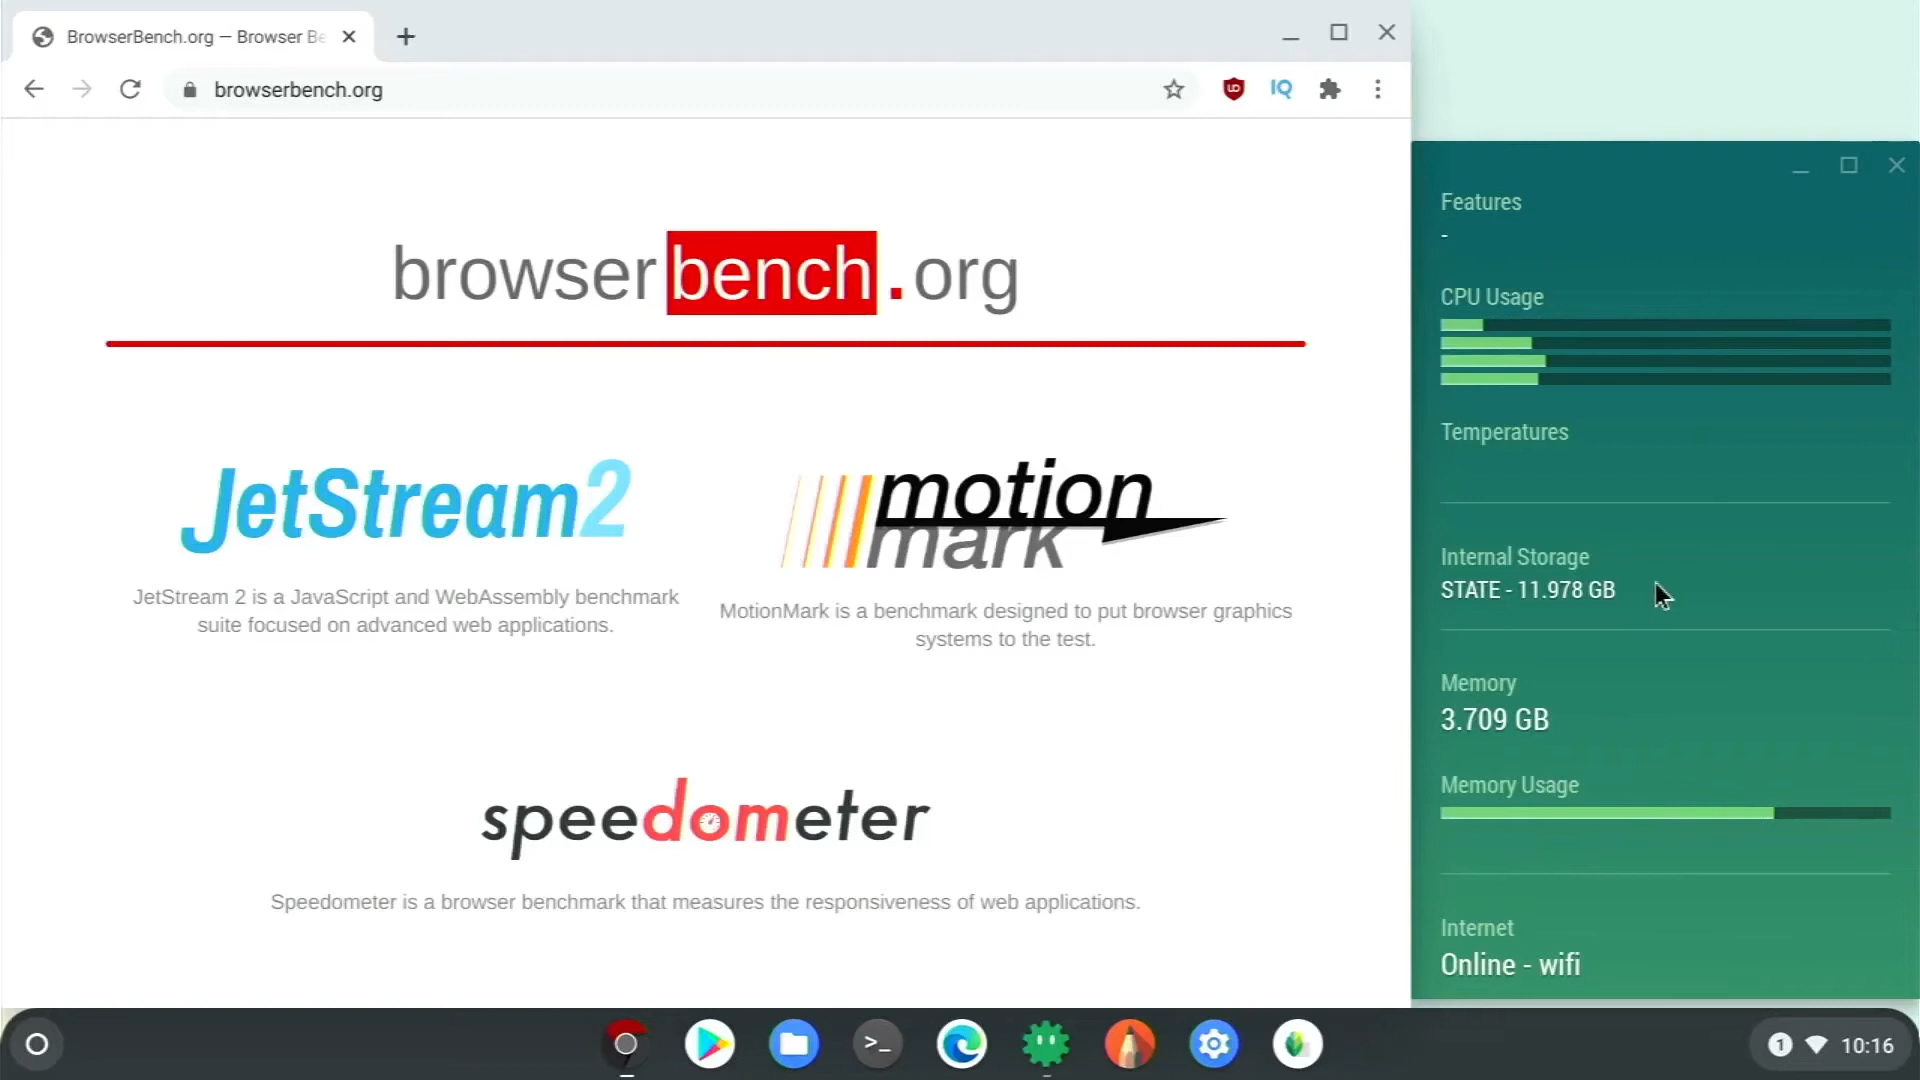 BrowserBench.org — Browser Be
browserbench.org
IQ
browserbench.org
JetStream2
JetStream 2 is a JavaScript and WebAssembly benchmark
suite focused on advanced web applications.
motion
mark
MotionMark is a benchmark designed to put browser graphics
systems to the test.
speedometer
Speedometer is a browser benchmark that measures the responsiveness of web applications.
Features
-
CPU Usage
Temperatures
Internal Storage
STATE - 11.978 GB
Memory
3.709 GB
Memory Usage
Internet
Online - wifi
>_
1
10:16